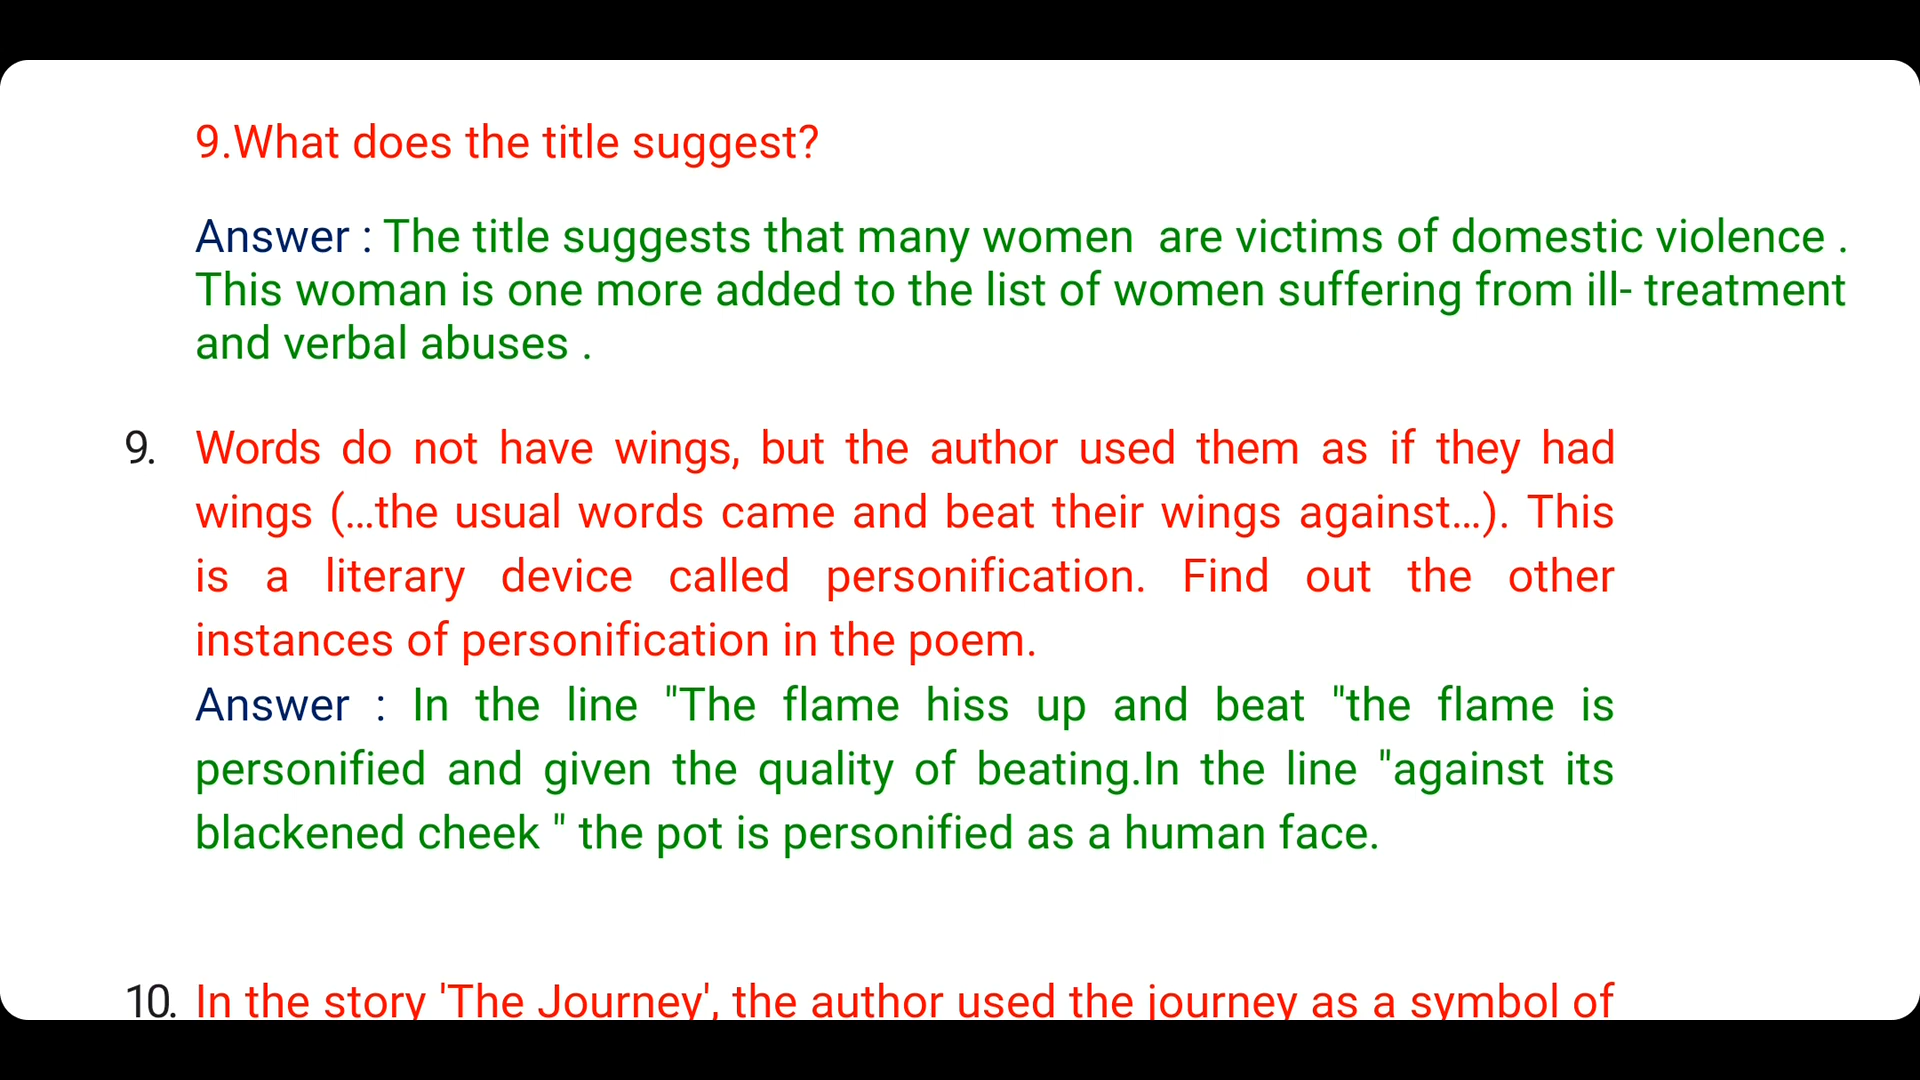 9.What does the title suggest?
Answer : The title suggests that many women are victims of domestic violence .
This woman is one more added to the list of women suffering from ill- treatment
and verbal abuses .
9. Words do not have wings, but the author used them as if they had
wings (...the usual words came and beat their wings against...). This
is a literary device called personification. Find out the other
instances of personification in the poem.
Answer : In the line "The flame hiss up and beat "the flame is
personified and given the quality of beating.In the line "against its
blackened cheek " the pot is personified as a human face.
10. In the story 'The Journey', the author used the journey as a symbol of